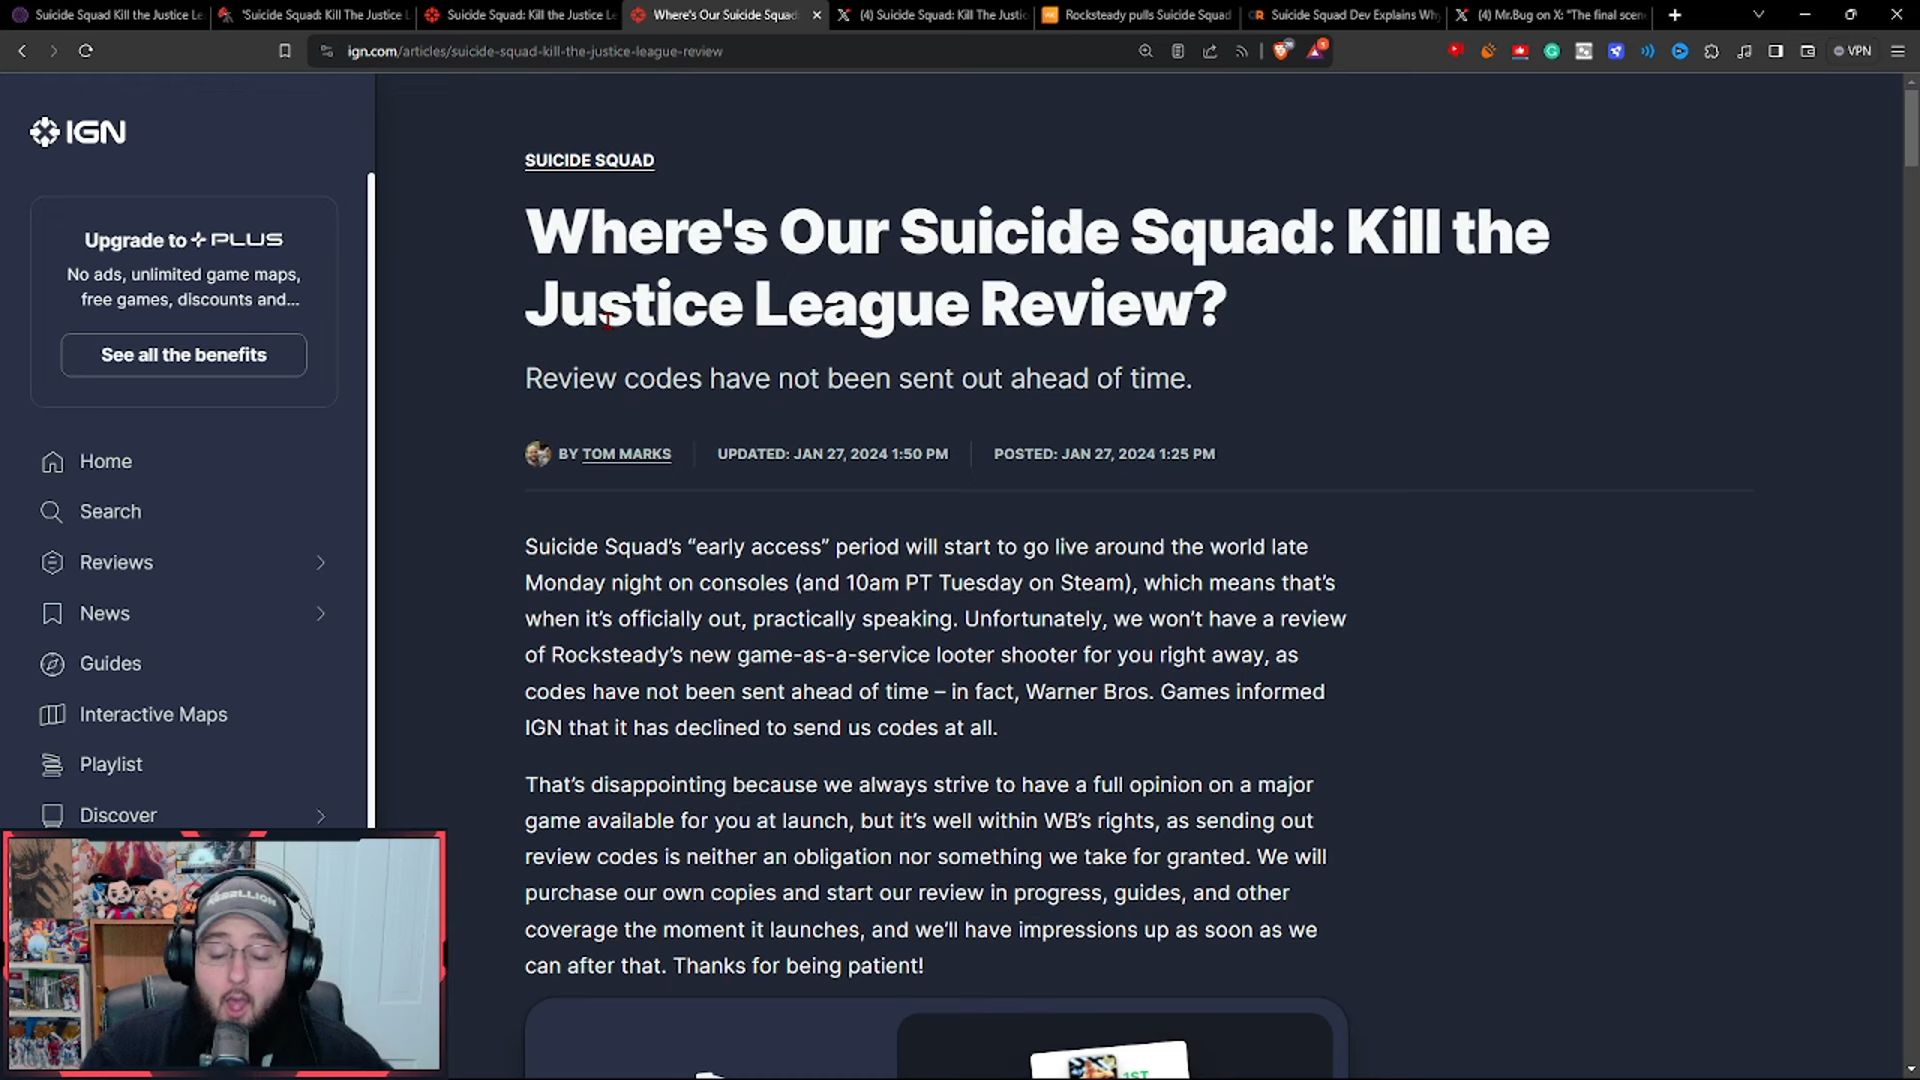 Suicide Squad Kill the Justice Le
'Suicide Squad: Kill The Justice L
Suicide Squad: Kill the Justice Le
Where's Our Suicide Squad:
(4) Suicide Squad: Kill The Justic
Rocksteady pulls Suicide Squad
Suicide Squad Dev Explains Why
(4) Mr.Bug on X: "The final scen
ign.com/articles/suicide-squad-kill-the-justice-league-review
VPN
IGN
Upgrade to PLUS
No ads, unlimited game maps,
free games, discounts and...
See all the benefits
Home
Search
Reviews
News
Guides
Interactive Maps
Playlist
Discover
SUICIDE SQUAD
Where's Our Suicide Squad: Kill the
Justice League Review?
Review codes have not been sent out ahead of time.
BY TOM MARKS
UPDATED: JAN 27, 2024 1:50 PM
POSTED: JAN 27, 2024 1:25 PM
Suicide Squad's “early access” period will start to go live around the world late
Monday night on consoles (and 10am PT Tuesday on Steam), which means that's
when it's officially out, practically speaking. Unfortunately, we won't have a review
of Rocksteady's new game-as-a-service looter shooter for you right away, as
codes have not been sent ahead of time – in fact, Warner Bros. Games informed
IGN that it has declined to send us codes at all.
That's disappointing because we always strive to have a full opinion on a major
game available for you at launch, but it's well within WB's rights, as sending out
review codes is neither an obligation nor something we take for granted. We will
purchase our own copies and start our review in progress, guides, and other
coverage the moment it launches, and we'll have impressions up as soon as we
can after that. Thanks for being patient!
1ST
REBELLION